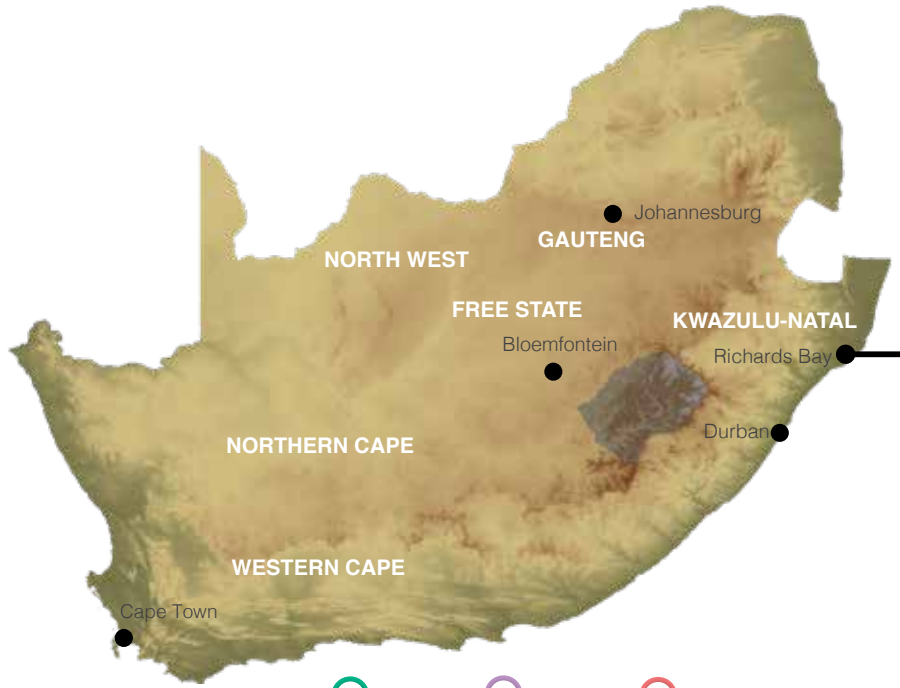 Johannesburg
GAUTENG
NORTH WEST
FREE STATE
KWAZULU-NATAL
Bloemfontein
Richards Bay
Durban
NORTHERN CAPE
WESTERN CAPE
Cape Town